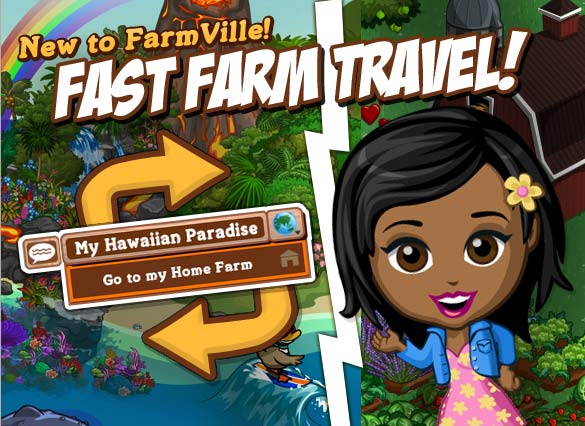 New to FarmVille!
FAST FARM TRAVEL!
My Hawaiian Paradise
Go to my Home Farm